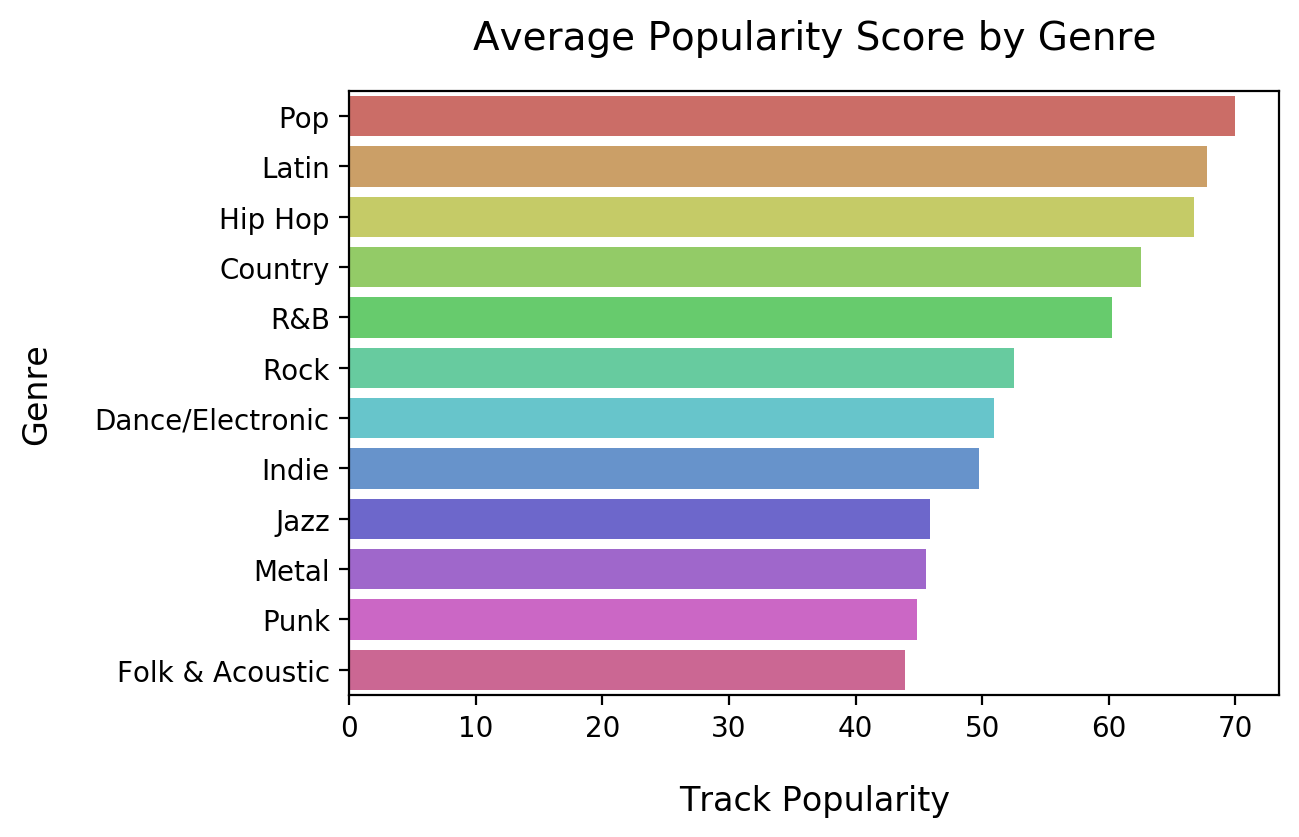 Average Popularity Score by Genre
Genre
Pop
Latin
Hip Hop
Country
R&B
Rock
Dance/Electronic
Indie
Jazz
Metal
Punk
Folk & Acoustic
0 10 20 30 40 50 60 70
Track Popularity